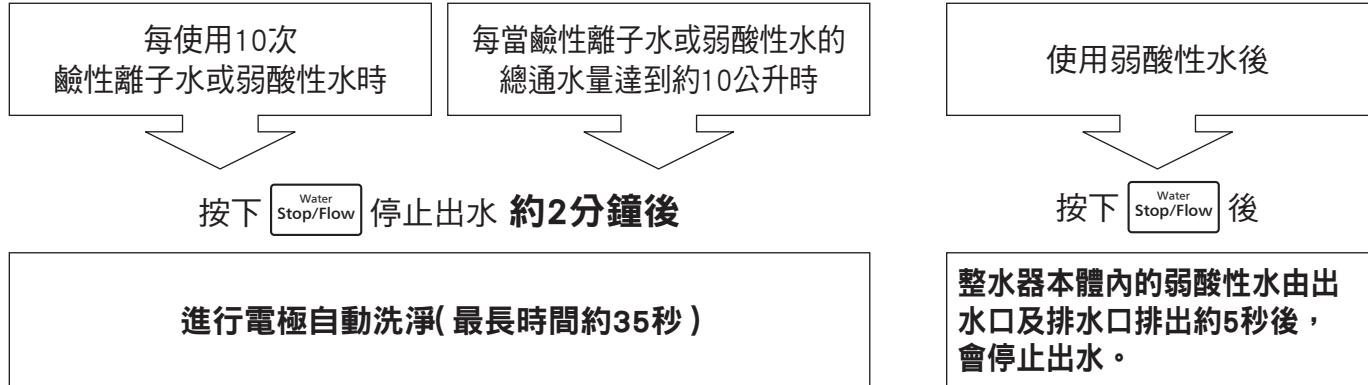 每使用10次
鹼性離子水或弱酸性水時
每當鹼性離子水或弱酸性水的
總通水量達到約10公升時
使用弱酸性水後
按下 Water Stop/Flow 停止出水 約2分鐘後
按下 Water Stop/Flow 後
進行電極自動洗淨(最長時間約35秒)
整水器本體內的弱酸性水由出
水口及排水口排出約5秒後，
會停止出水。